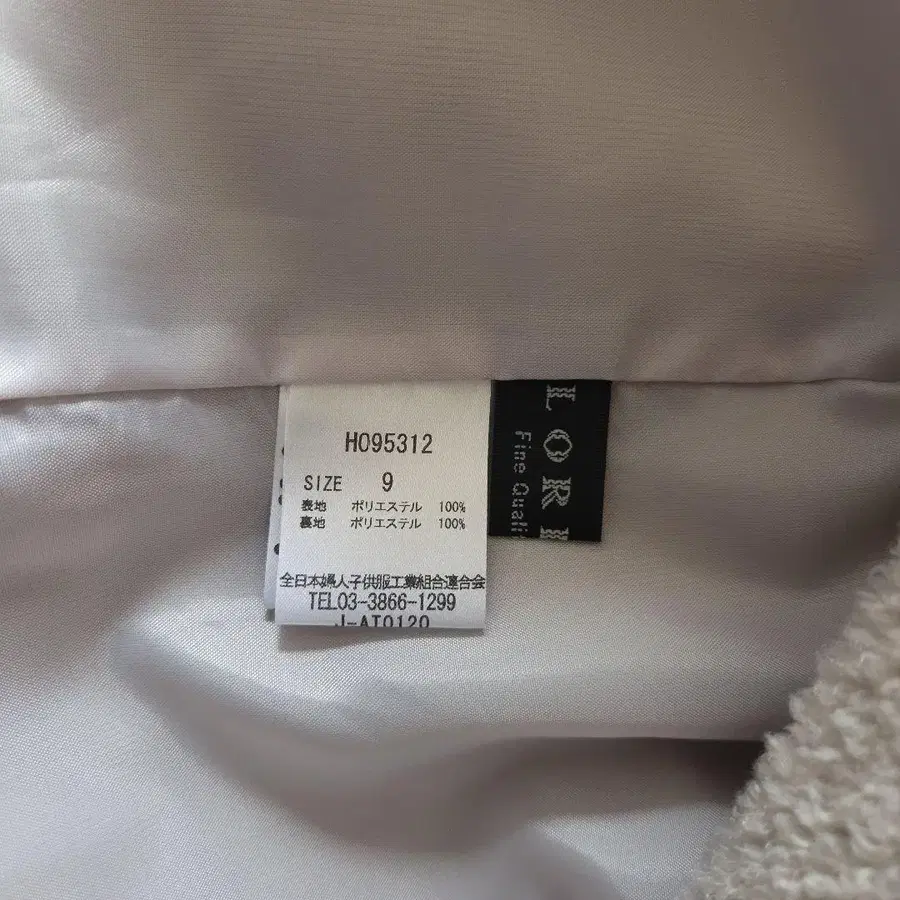 H095312
SIZE 9
表地 ポリエステル 100%
裏地 ポリエステル 100%
全日本婦人子供服工業組合連合会
TEL03-3866-1299
J-AT0120
LOR
Fine Quali